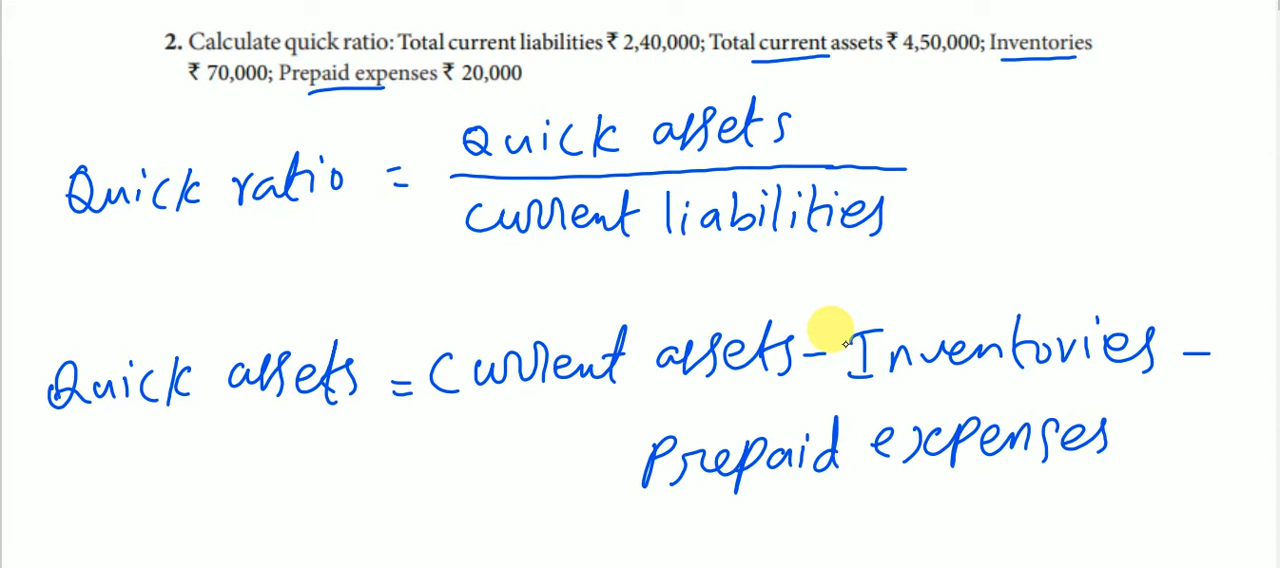 2. Calculate quick ratio: Total current liabilities ₹ 2,40,000; Total current assets ₹ 4,50,000; Inventories
₹ 70,000; Prepaid expenses ₹ 20,000
Quick ratio = Quick assets
current liabilities
Quick assets = Current assets - Inventories -
Prepaid expenses